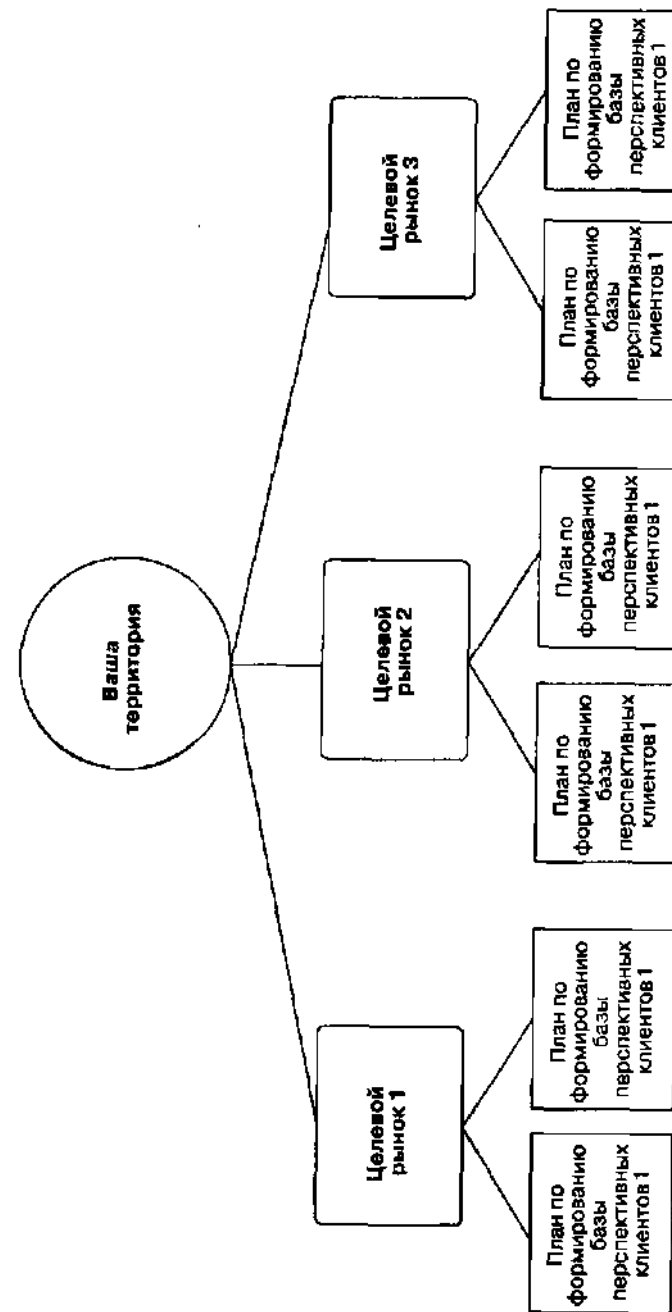 Ваша
территория
Целевой
рынок 1
Целевой
рынок 2
Целевой
рынок 3
План по
формированию
базы
перспективных
клиентов 1
План по
формированию
базы
перспективных
клиентов 1
План по
формированию
базы
перспективных
клиентов 1
План по
формированию
базы
перспективных
клиентов 1
План по
формированию
базы
перспективных
клиентов 1
План по
формированию
базы
перспективных
клиентов 1